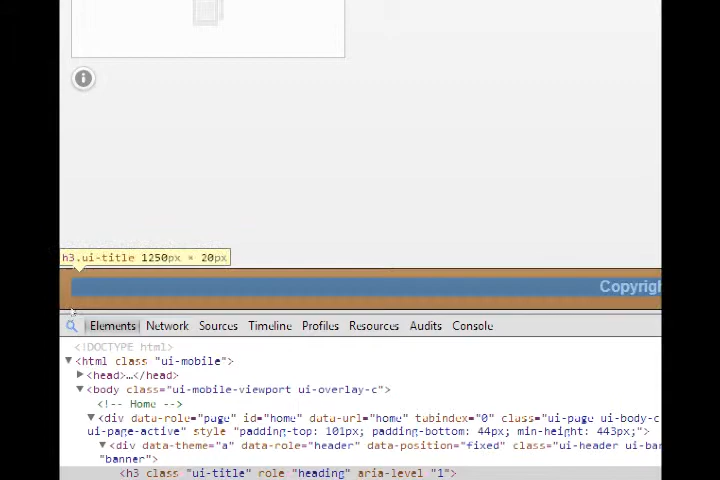 h3.ui-title 1250px × 20px
Copyrigh
Elements Network Sources Timeline Profiles Resources Audits Console
<!DOCTYPE html>
▼<html class "ui-mobile">
▶<head>…</head>
▼<body class="ui-mobile-viewport ui-overlay-c">
<!-- Home -->
▼<div data-role="page" id="home" data-url="home" tabindex="0" class="ui-page ui-body-c
ui-page-active" style "padding-top: 101px; padding-bottom: 44px; min-height: 443px;">
▼<div data-theme="a" data-role="header" data-position="fixed" class="ui-header ui-bar
"banner">
<h3 class "ui-title" role "heading" aria-level "1">